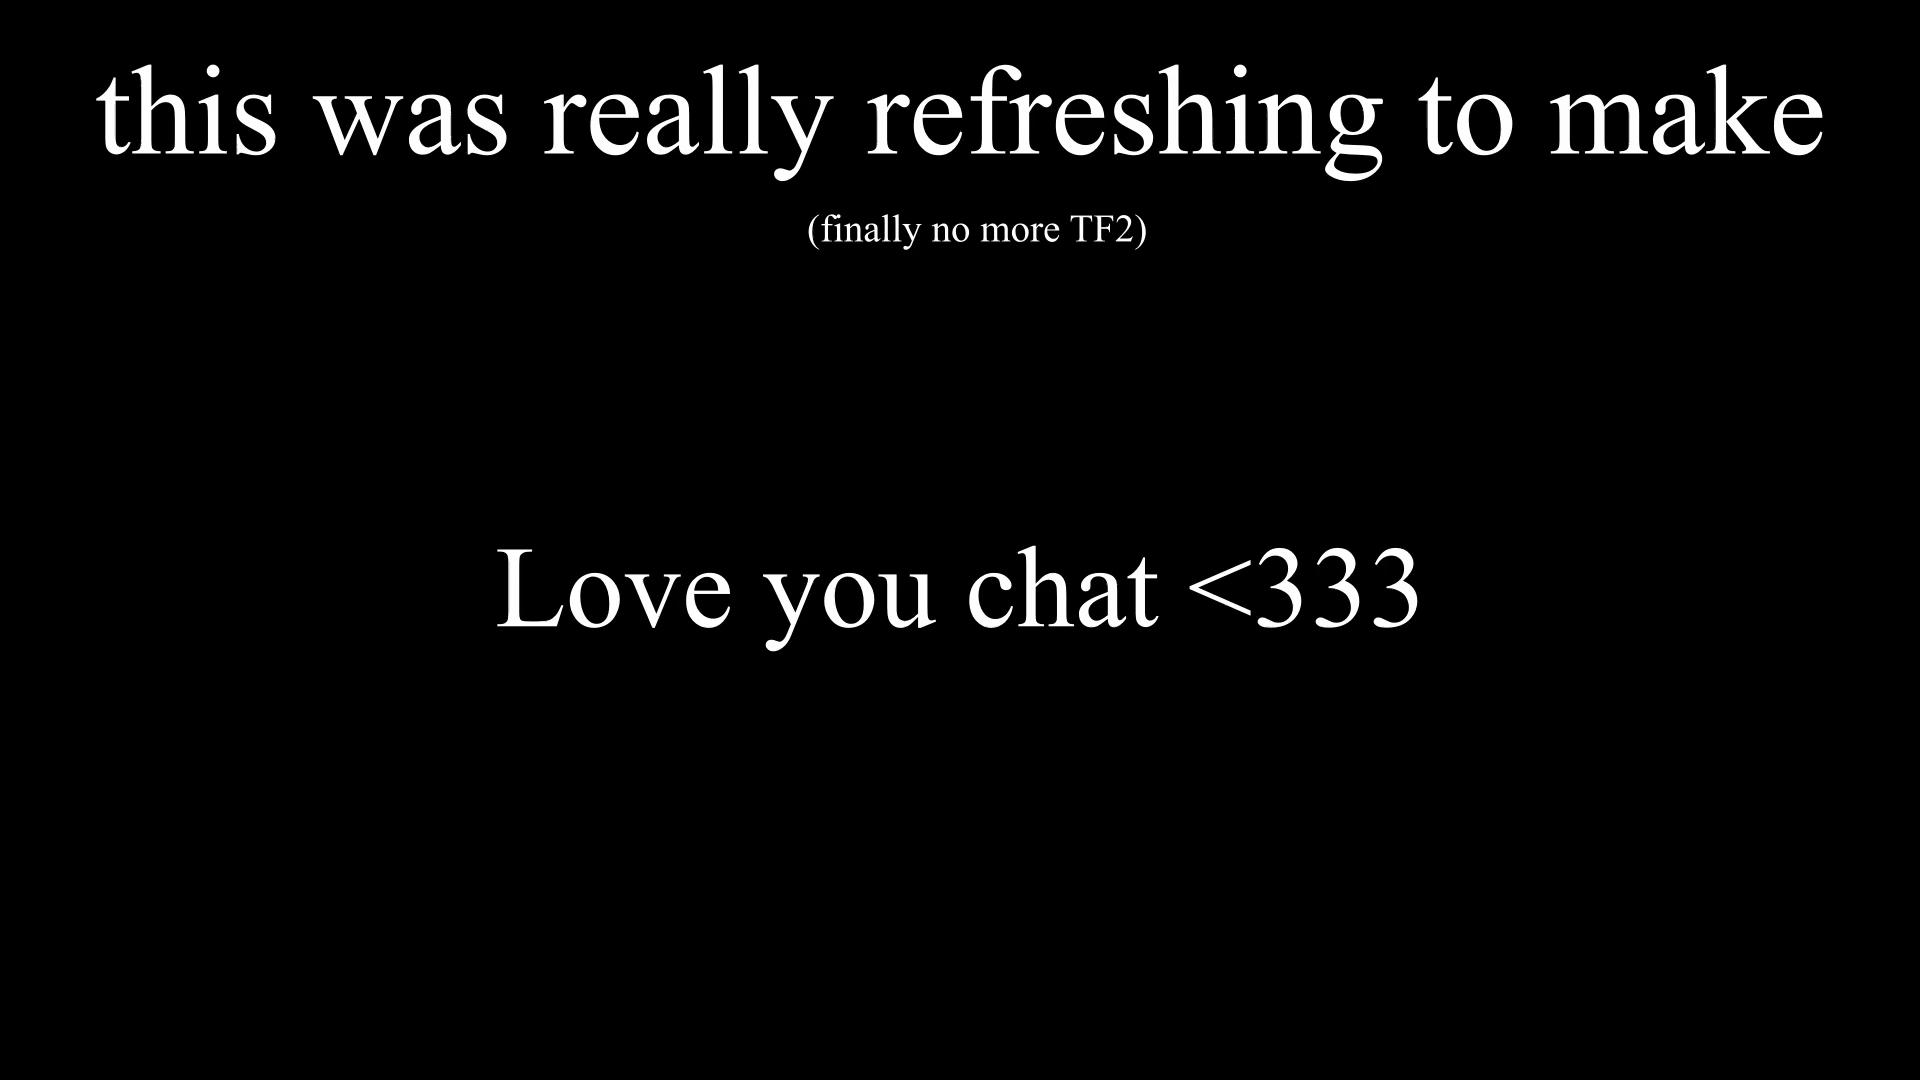 this was really refreshing to make
(finally no more TF2)
Love you chat <333